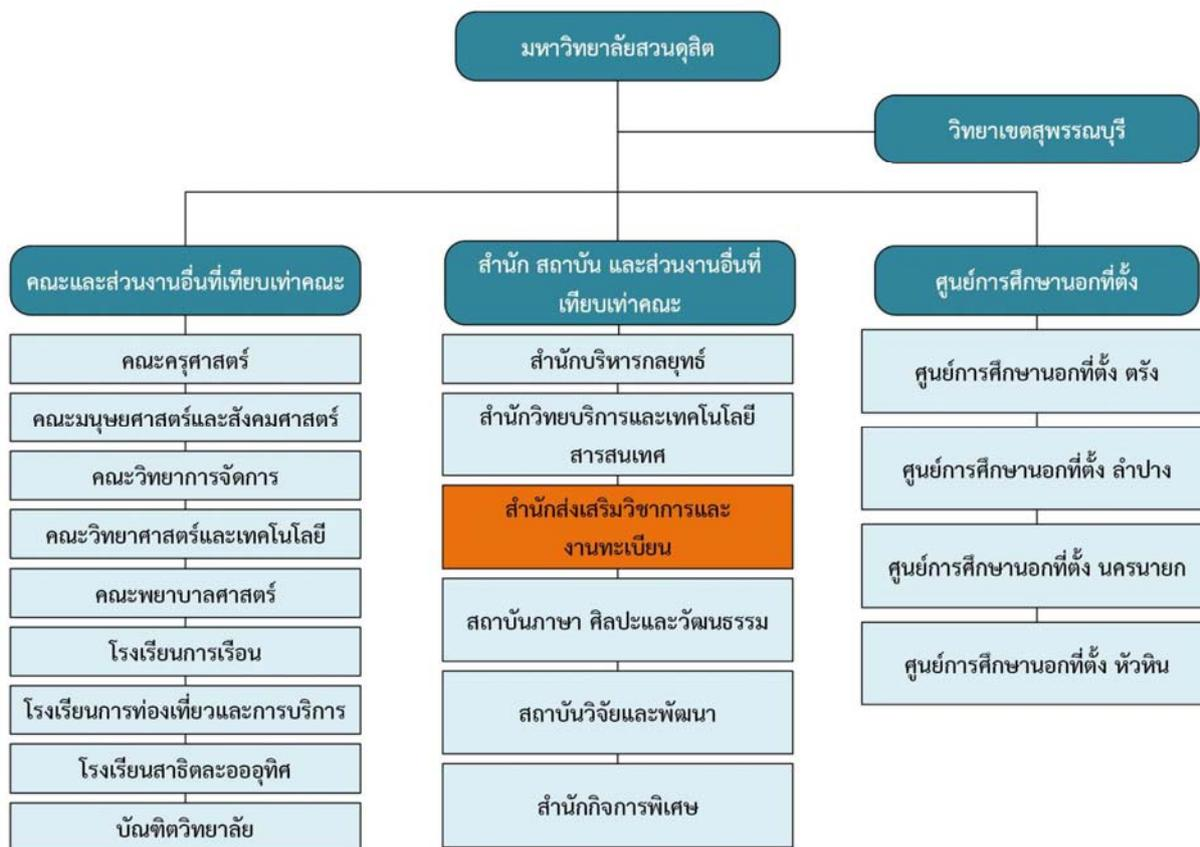 มหาวิทยาลัยสวนดุสิต
วิทยาเขตสุพรรณบุรี
คณะและส่วนงานอื่นที่เทียบเท่าคณะ
คณะครุศาสตร์
คณะมนุษยศาสตร์และสังคมศาสตร์
คณะวิทยาการจัดการ
คณะวิทยาศาสตร์และเทคโนโลยี
คณะพยาบาลศาสตร์
โรงเรียนการเรือน
โรงเรียนการท่องเที่ยวและการบริการ
โรงเรียนสาธิตละอออุทิศ
บัณฑิตวิทยาลัย
สำนัก สถาบัน และส่วนงานอื่นที่
เทียบเท่าคณะ
สำนักบริหารกลยุทธ์
สำนักวิทยบริการและเทคโนโลยี
สารสนเทศ
สำนักส่งเสริมวิชาการและ
งานทะเบียน
สถาบันภาษา ศิลปะและวัฒนธรรม
สถาบันวิจัยและพัฒนา
สำนักกิจการพิเศษ
ศูนย์การศึกษานอกที่ตั้ง
ศูนย์การศึกษานอกที่ตั้ง ตรัง
ศูนย์การศึกษานอกที่ตั้ง ลำปาง
ศูนย์การศึกษานอกที่ตั้ง นครนายก
ศูนย์การศึกษานอกที่ตั้ง หัวหิน